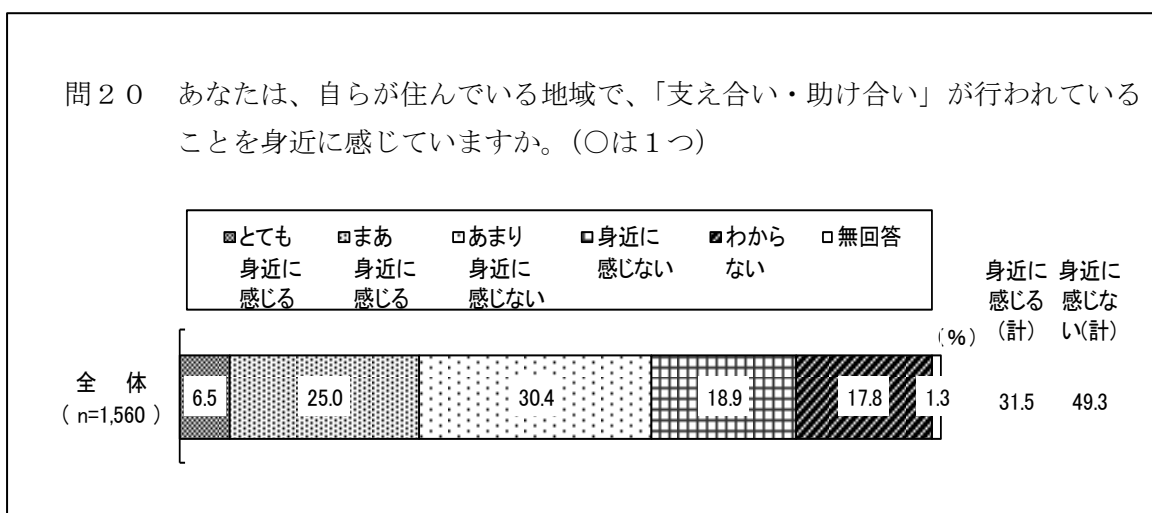 問２０　あなたは、自らが住んでいる地域で、「支え合い・助け合い」が行われている
ことを身近に感じていますか。（○は１つ）
とても
身近に
感じる
まあ
身近に
感じる
あまり
身近に
感じない
身近に
感じない
わから
ない
無回答
(%)
身近に
感じる
(計)
身近に
感じな
い(計)
全　体
( n=1,560 )
6.5
25.0
30.4
18.9
17.8
1.3
31.5
49.3